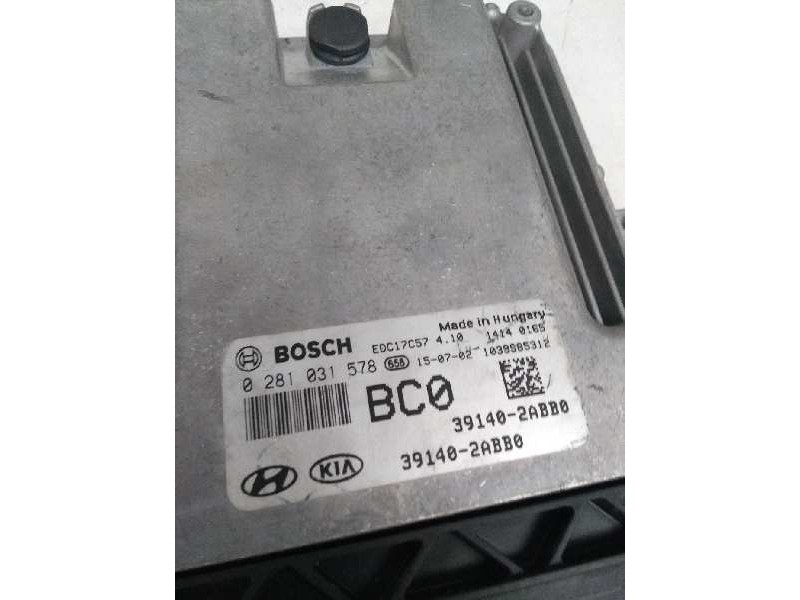 Made in Hungary
BOSCH EDC17C57 4.10 1414 0165
0 281 031 578 658 15-07-02 1039S85312
BC0
39140-2ABB0
39140-2ABB0
KIA